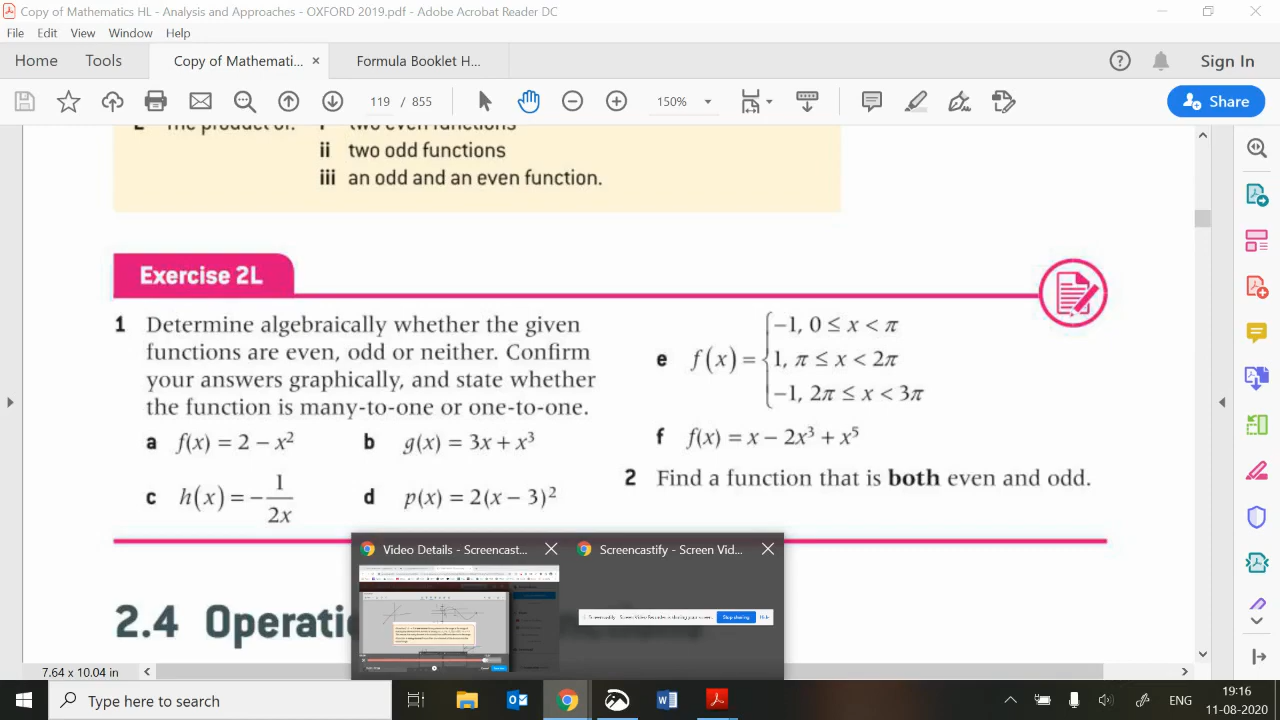 Copy of Mathematics HL - Analysis and Approaches - OXFORD 2019.pdf - Adobe Acrobat Reader DC
File Edit View Window Help
Home Tools Copy of Mathemati... × Formula Booklet H... Sign In
119 / 855 150% Share
ii two odd functions
iii an odd and an even function.
Exercise 2L
1 Determine algebraically whether the given
functions are even, odd or neither. Confirm
your answers graphically, and state whether
the function is many-to-one or one-to-one.
a f(x) = 2 − x² b g(x) = 3x + x³
c h(x) = −1/2x d p(x) = 2(x − 3)²
e f(x) = { −1, 0 ≤ x < π
1, π ≤ x < 2π
−1, 2π ≤ x < 3π
f f(x) = x − 2x³ + x⁵
2 Find a function that is both even and odd.
Video Details - Screencast... Screencastify - Screen Vid...
Stop sharing Hide
2.4 Operati
Type here to search
ENG 19:16
11-08-2020